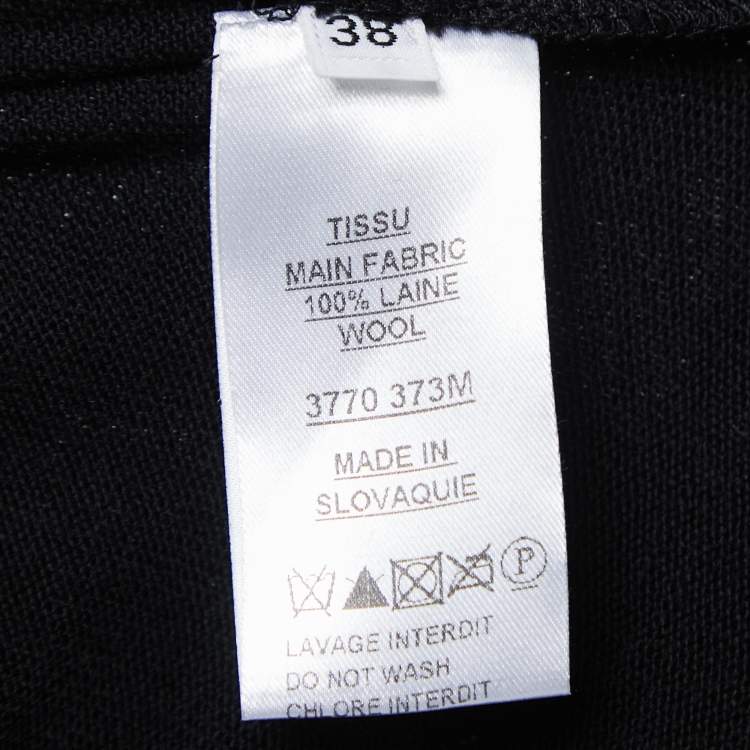 38
TISSU
MAIN FABRIC
100% LAINE
WOOL
3770 373M
MADE IN
SLOVAQUIE
P
LAVAGE INTERDIT
DO NOT WASH
CHLORE INTERDIT